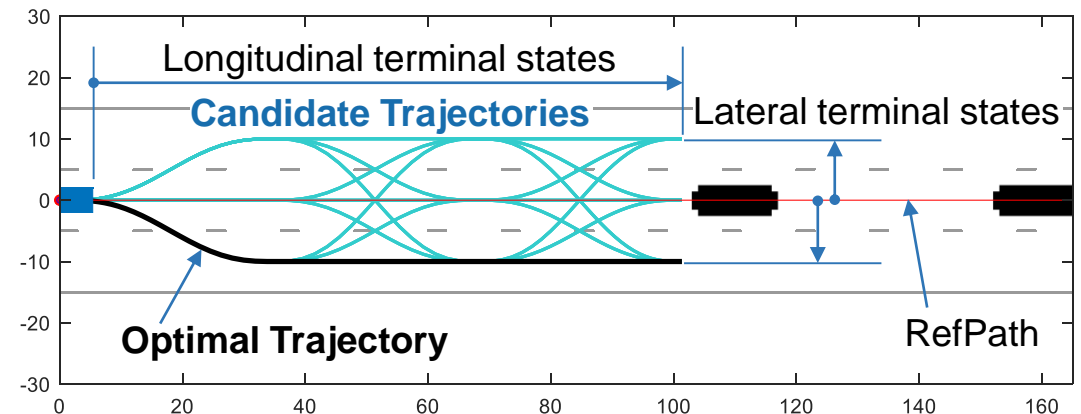 30
Longitudinal terminal states
20
Candidate Trajectories
Lateral terminal states
10
0
-10
-20
Optimal Trajectory
RefPath
-30
0 20 40 60 80 100 120 140 160